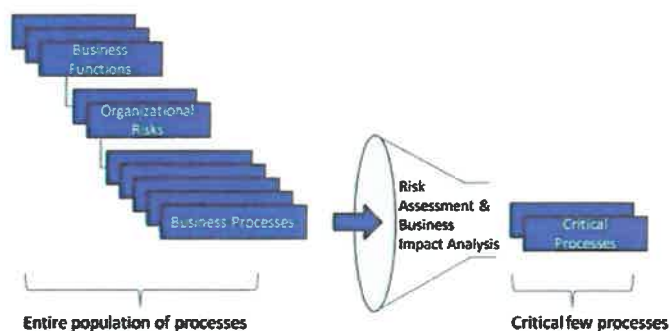 Business
Functions
Organizational
Risks
Business Processes
Risk
Assessment &
Business
Impact Analysis
Critical
Processes
Entire population of processes
Critical few processes